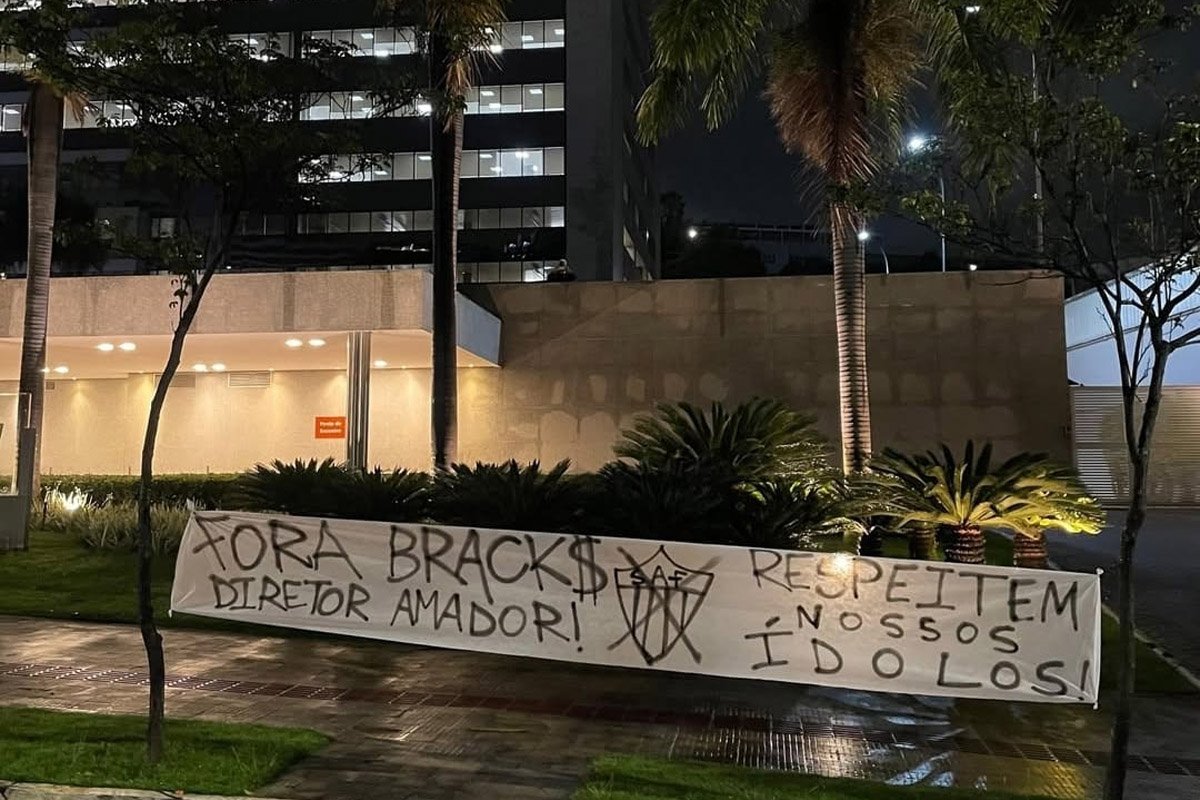 FORA BRACK$
DIRETOR AMADOR!
SAf
RESPEITEM
NOSSOS
ÍDOLOS!